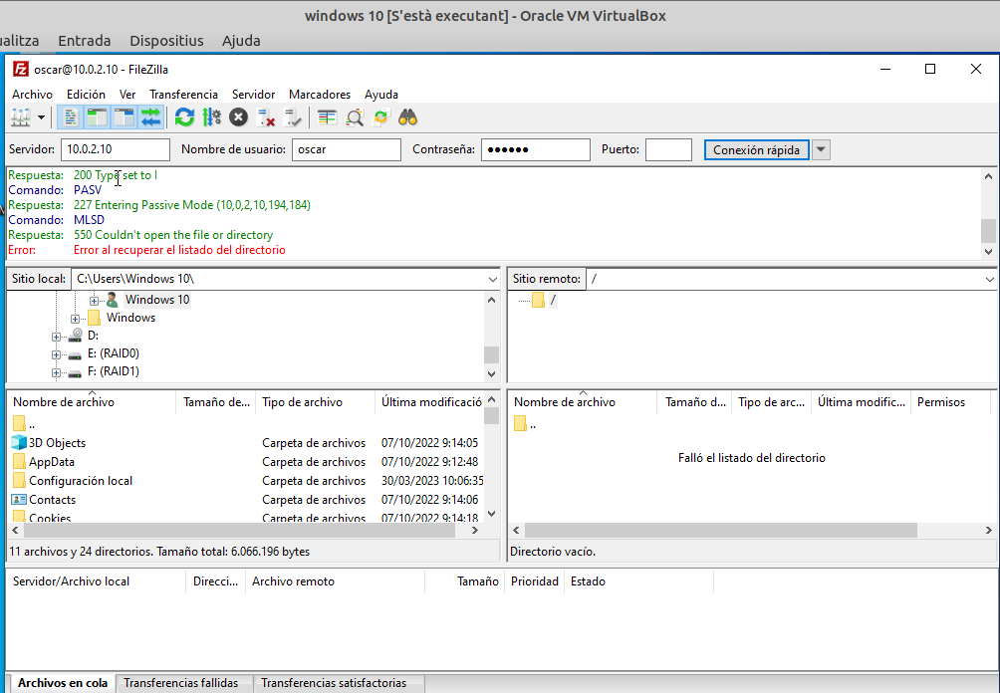 windows 10 [S'està executant] - Oracle VM VirtualBox
ualitza Entrada Dispositius Ajuda
oscar@10.0.2.10 - FileZilla
Archivo Edición Ver Transferencia Servidor Marcadores Ayuda
Servidor: 10.0.2.10 Nombre de usuario: oscar Contraseña: ●●●●●● Puerto: Conexión rápida
Respuesta: 200 Type set to I
Comando: PASV
Respuesta: 227 Entering Passive Mode (10,0,2,10,194,184)
Comando: MLSD
Respuesta: 550 Couldn't open the file or directory
Error: Error al recuperar el listado del directorio
Sitio local: C:\Users\Windows 10\
Windows 10
Windows
D:
E: (RAID0)
F: (RAID1)
Sitio remoto: /
/
Nombre de archivo Tamaño de... Tipo de archivo Última modificació
..
3D Objects Carpeta de archivos 07/10/2022 9:14:05
AppData Carpeta de archivos 07/10/2022 9:12:48
Configuración local Carpeta de archivos 30/03/2023 10:06:35
Contacts Carpeta de archivos 07/10/2022 9:14:06
Cookies Carpeta de archivos 07/10/2022 9:14:18
11 archivos y 24 directorios. Tamaño total: 6.066.196 bytes
Nombre de archivo Tamaño d... Tipo de arc... Última modific... Permisos
..
Falló el listado del directorio
Directorio vacío.
Servidor/Archivo local Direcci... Archivo remoto Tamaño Prioridad Estado
Archivos en cola Transferencias fallidas Transferencias satisfactorias